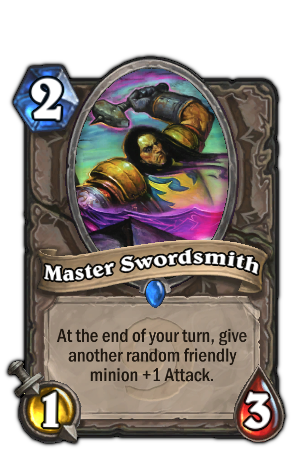 2
Master Swordsmith
At the end of your turn, give
another random friendly
minion +1 Attack.
1
3